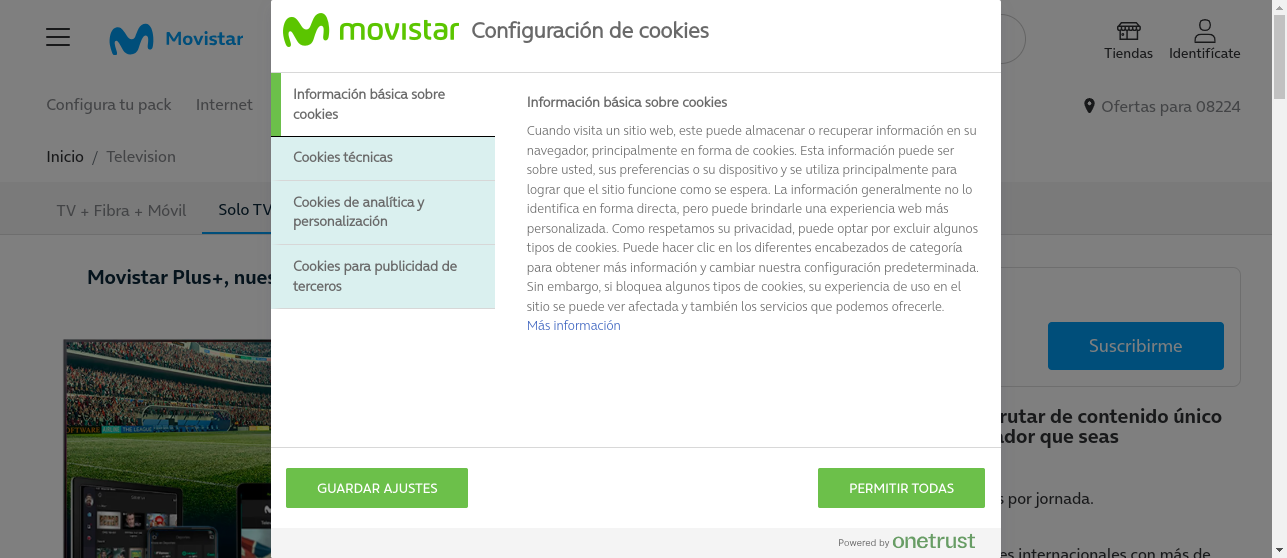 movistar Configuración de cookies
Movistar
Tiendas
Identifícate
Configura tu pack
Internet
Ofertas para 08224
Inicio / Television
TV + Fibra + Móvil
Solo TV
Movistar Plus+,
Suscribirme
de contenido único
que seas
por jornada.
internacionales con más de
Información básica sobre
cookies
Cookies técnicas
Cookies de analítica y
personalización
Cookies para publicidad de
terceros
Información básica sobre cookies
Cuando visita un sitio web, este puede almacenar o recuperar información en su
navegador, principalmente en forma de cookies. Esta información puede ser
sobre usted, sus preferencias o su dispositivo y se utiliza principalmente para
lograr que el sitio funcione como se espera. La información generalmente no lo
identifica en forma directa, pero puede brindarle una experiencia web más
personalizada. Como respetamos su privacidad, puede optar por excluir algunos
tipos de cookies. Puede hacer clic en los diferentes encabezados de categoría
para obtener más información y cambiar nuestra configuración predeterminada.
Sin embargo, si bloquea algunos tipos de cookies, su experiencia de uso en el
sitio se puede ver afectada y también los servicios que podemos ofrecerle.
Más información
GUARDAR AJUSTES
PERMITIR TODAS
Powered by onetrust